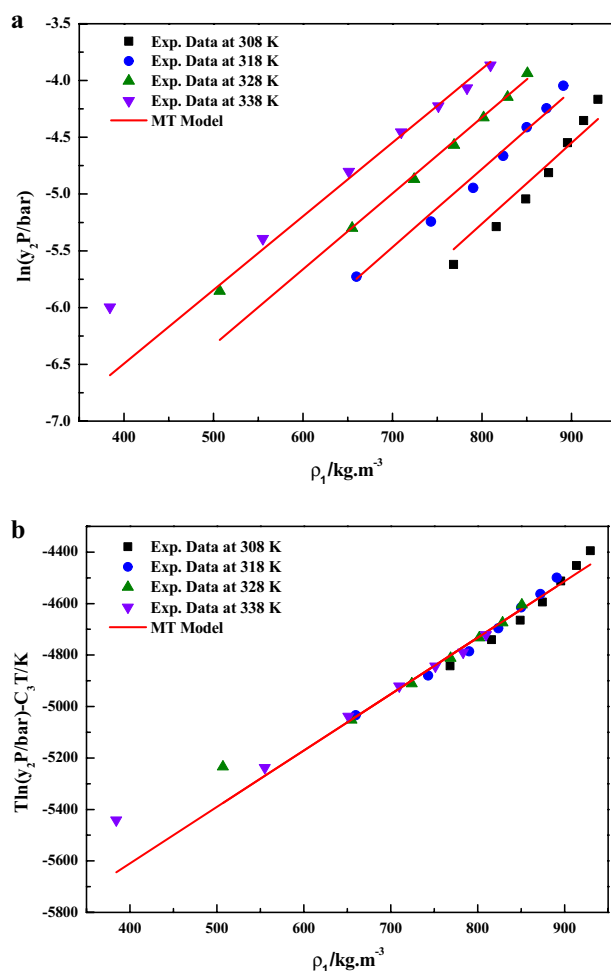 a
Exp. Data at 308 K
Exp. Data at 318 K
Exp. Data at 328 K
Exp. Data at 338 K
MT Model
-2.5
-3.0
-3.5
-4.0
-4.5
-5.0
-5.5
-6.0
-7.0
ln(y₂P/bar)
400 500 600 700 800 900
ρ₁/kg.m⁻³
b
Exp. Data at 308 K
Exp. Data at 318 K
Exp. Data at 328 K
Exp. Data at 338 K
MT Model
-4400
-4600
-4800
-5000
-5200
-5400
-5600
-5800
Tln(y₂P/bar)-C₃T/K
400 500 600 700 800 900
ρ₁/kg.m⁻³